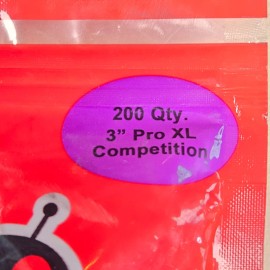 200 Qty.
3” Pro XL
Competition